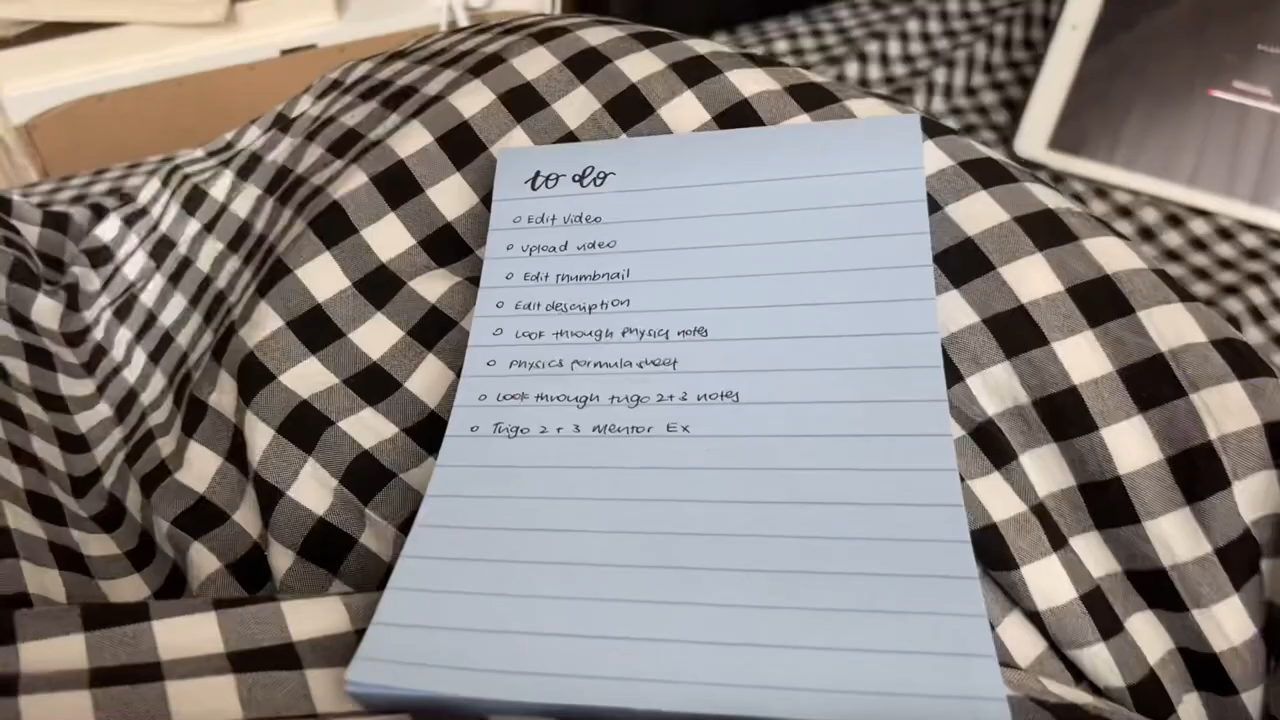 to do
o Edit video
o Upload video
o Edit thumbnail
o Edit description
o Look through physics notes
o Physics formula sheet
o Look through trigo 2+3 notes
o Trigo 2+3 Mentor Ex